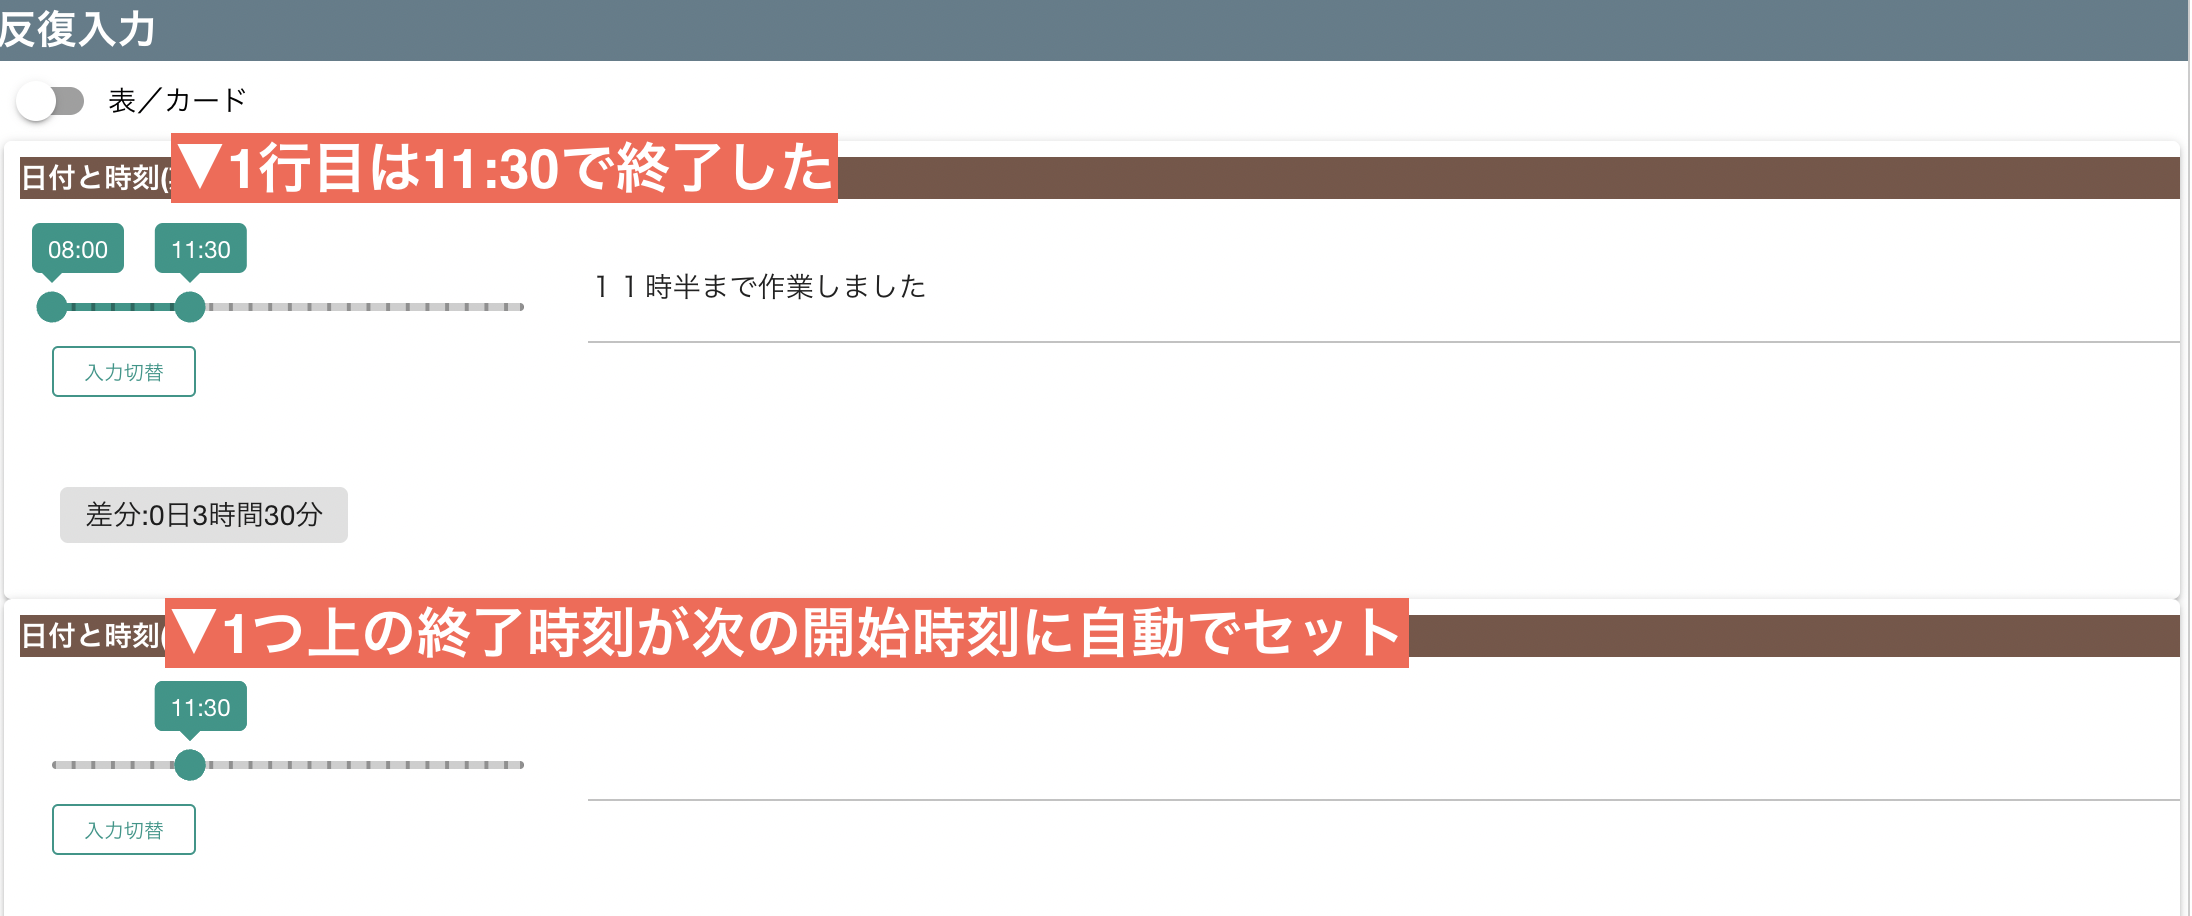 反復入力
表／カード
日付と時刻(
▼1行目は11:30で終了した
08:00
11:30
１１時半まで作業しました
入力切替
差分:0日3時間30分
日付と時刻(
▼1つ上の終了時刻が次の開始時刻に自動でセット
11:30
入力切替